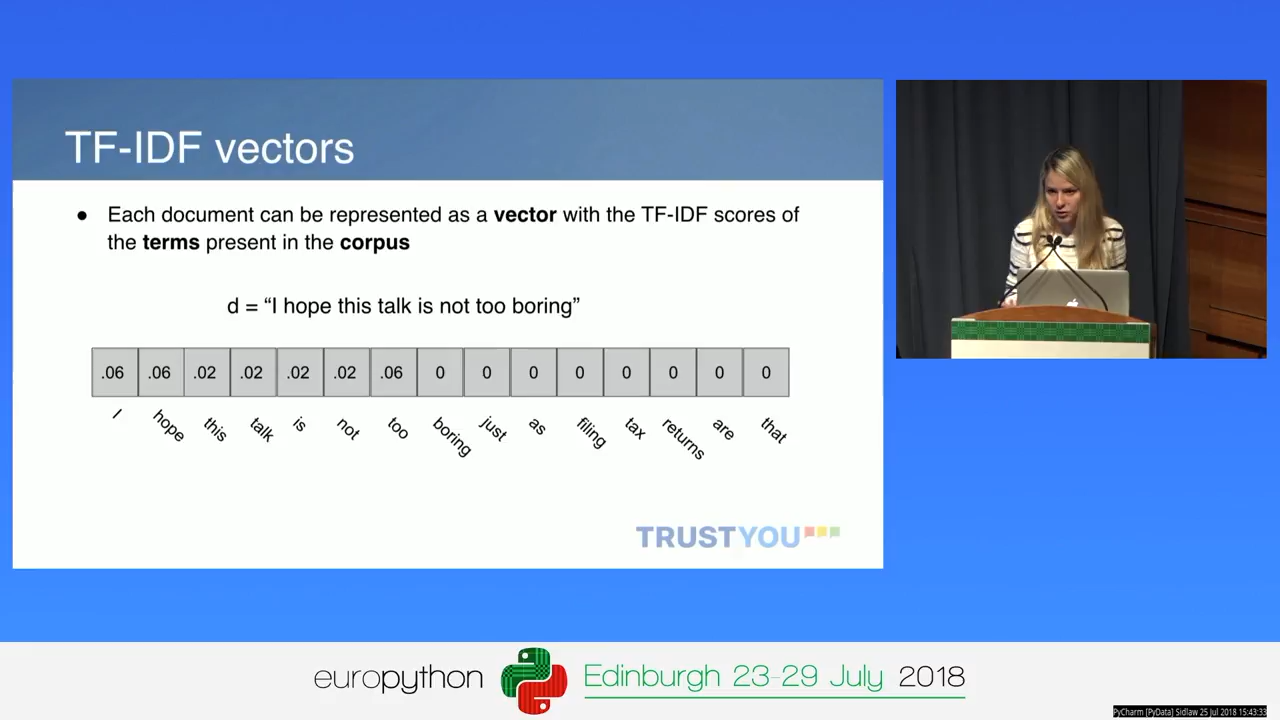 TF-IDF vectors
● Each document can be represented as a vector with the TF-IDF scores of
the terms present in the corpus
d = “I hope this talk is not too boring”
.06 .06 .02 .02 .02 .02 .06 0 0 0 0 0 0 0 0
I hope this talk is not too boring just as filing tax returns are that
TRUSTYOU
europython Edinburgh 23-29 July 2018
PyCharm [PyData] Sidlaw 25 Jul 2018 15:43:33